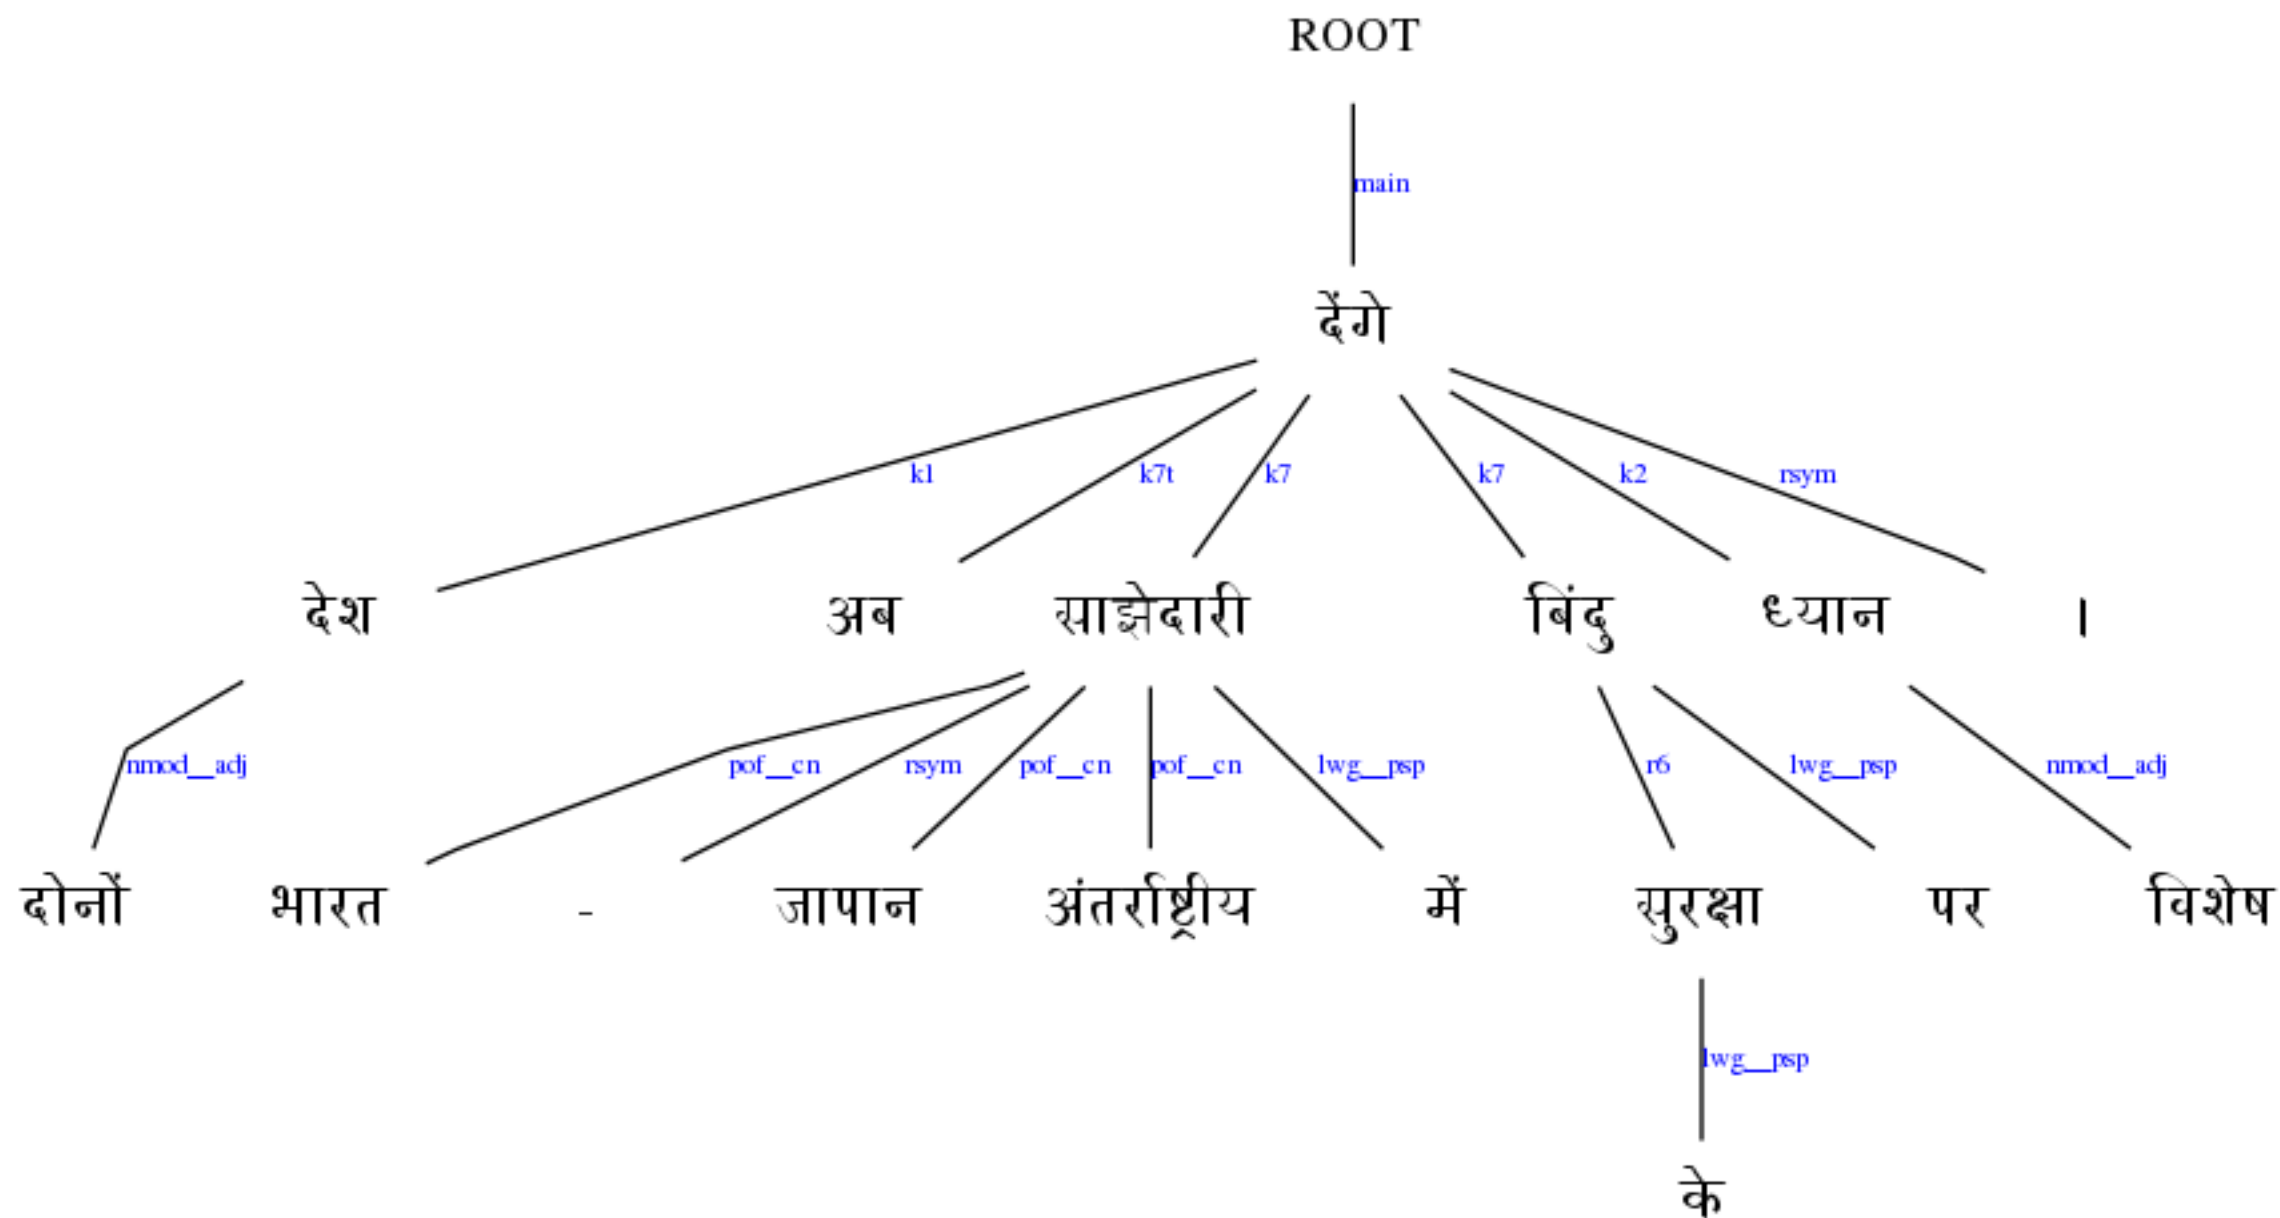 ROOT
main
देंगे
k1 k7t k7 k7 k2 rsym
देश अब साझेदारी बिंदु ध्यान ।
nmod__adj pof__cn rsym pof__cn pof__cn lwg__psp r6 lwg__psp nmod__adj
दोनों भारत - जापान अंतर्राष्ट्रीय में सुरक्षा पर विशेष
lwg__psp
के